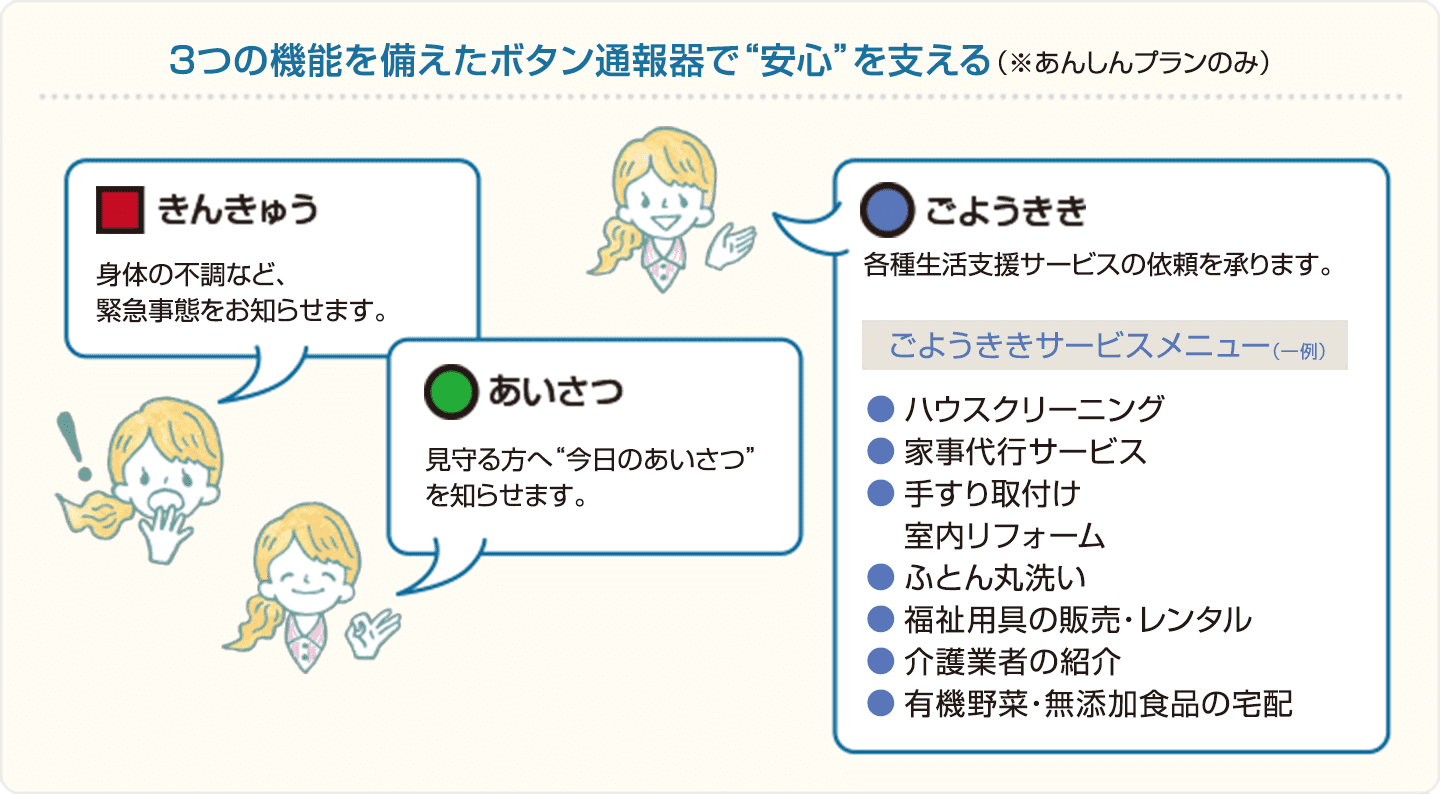 3つの機能を備えたボタン通報器で“安心”を支える(※あんしんプランのみ)
きんきゅう
身体の不調など、
緊急事態をお知らせます。
あいさつ
見守る方へ“今日のあいさつ”
を知らせます。
ごようきき
各種生活支援サービスの依頼を承ります。
ごようききサービスメニュー(一例)
● ハウスクリーニング
● 家事代行サービス
● 手すり取付け
室内リフォーム
● ふとん丸洗い
● 福祉用具の販売・レンタル
● 介護業者の紹介
● 有機野菜・無添加食品の宅配